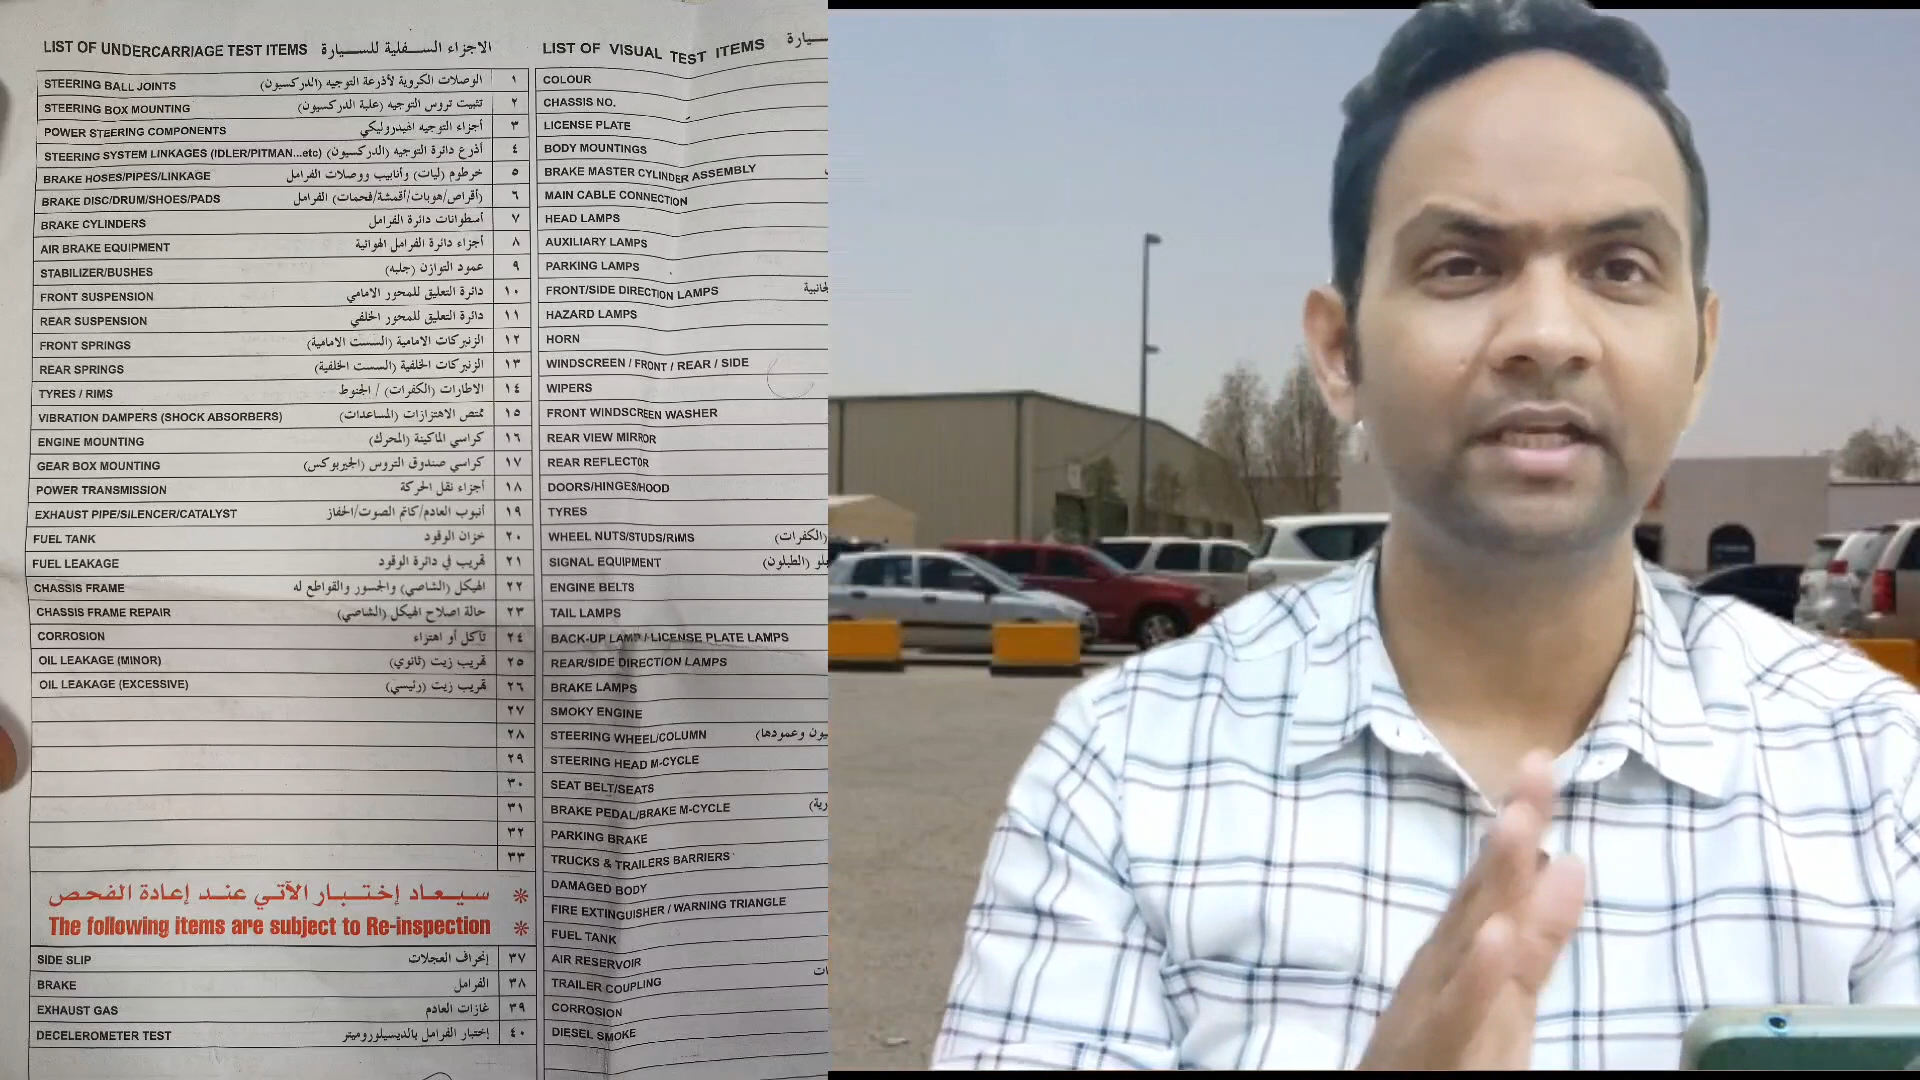 LIST OF UNDERCARRIAGE TEST ITEMS الاجزاء السفلية للسيارة
STEERING BALL JOINTS الوصلات الكروية لأذرعة التوجيه (الدركسيون) ١
STEERING BOX MOUNTING تثبيت تروس التوجيه (علبة الدركسيون) ٢
POWER STEERING COMPONENTS أجزاء التوجيه الهيدروليكي ٣
STEERING SYSTEM LINKAGES (IDLER/PITMAN...etc) أذرع دائرة التوجيه (الدركسيون) ٤
BRAKE HOSES/PIPES/LINKAGE خرطوم (ليات) وأنابيب ووصلات الفرامل ٥
BRAKE DISC/DRUM/SHOES/PADS (أقراص/هوبات/أقمشة/فحمات) الفرامل ٦
BRAKE CYLINDERS أسطوانات دائرة الفرامل ٧
AIR BRAKE EQUIPMENT أجزاء دائرة الفرامل الهوائية ٨
STABILIZER/BUSHES عمود التوازن (جلبه) ٩
FRONT SUSPENSION دائرة التعليق للمحور الامامي ١٠
REAR SUSPENSION دائرة التعليق للمحور الخلفي ١١
FRONT SPRINGS الزنبركات الامامية (السست الامامية) ١٢
REAR SPRINGS الزنبركات الخلفية (السست الخلفية) ١٣
TYRES / RIMS الاطارات (الكفرات) / الجنوط ١٤
VIBRATION DAMPERS (SHOCK ABSORBERS) ممتص الاهتزازات (المساعدات) ١٥
ENGINE MOUNTING كراسي الماكينة (المحرك) ١٦
GEAR BOX MOUNTING كراسي صندوق التروس (الجيربوكس) ١٧
POWER TRANSMISSION أجزاء نقل الحركة ١٨
EXHAUST PIPE/SILENCER/CATALYST أنبوب العادم/كاتم الصوت/الحفاز ١٩
FUEL TANK خزان الوقود ٢٠
FUEL LEAKAGE تهريب في دائرة الوقود ٢١
CHASSIS FRAME الهيكل (الشاصي) والجسور والقواطع له ٢٢
CHASSIS FRAME REPAIR حالة اصلاح الهيكل (الشاصي) ٢٣
CORROSION تآكل أو اهتراء ٢٤
OIL LEAKAGE (MINOR) تهريب زيت (ثانوي) ٢٥
OIL LEAKAGE (EXCESSIVE) تهريب زيت (رئيسي) ٢٦
٢٧
٢٨
٢٩
٣٠
٣١
٣٢
٣٣
سيعاد إختبار الآتي عند إعادة الفحص
The following items are subject to Re-inspection
SIDE SLIP إنحراف العجلات ٣٧
BRAKE الفرامل ٣٨
EXHAUST GAS غازات العادم ٣٩
DECELEROMETER TEST إختبار الفرامل بالديسيلوروميتر ٤٠
LIST OF VISUAL TEST ITEMS
COLOUR
CHASSIS NO.
LICENSE PLATE
BODY MOUNTINGS
BRAKE MASTER CYLINDER ASSEMBLY
MAIN CABLE CONNECTION
HEAD LAMPS
AUXILIARY LAMPS
PARKING LAMPS
FRONT/SIDE DIRECTION LAMPS
HAZARD LAMPS
HORN
WINDSCREEN / FRONT / REAR / SIDE
WIPERS
FRONT WINDSCREEN WASHER
REAR VIEW MIRROR
REAR REFLECTOR
DOORS/HINGES/HOOD
TYRES
WHEEL NUTS/STUDS/RIMS (الكفرات)
SIGNAL EQUIPMENT (الطبلون)
ENGINE BELTS
TAIL LAMPS
BACK-UP LAMP / LICENSE PLATE LAMPS
REAR/SIDE DIRECTION LAMPS
BRAKE LAMPS
SMOKY ENGINE
STEERING WHEEL/COLUMN وعمودها)
STEERING HEAD M-CYCLE
SEAT BELT/SEATS
BRAKE PEDAL/BRAKE M-CYCLE
PARKING BRAKE
TRUCKS & TRAILERS BARRIERS
DAMAGED BODY
FIRE EXTINGUISHER / WARNING TRIANGLE
FUEL TANK
AIR RESERVOIR
TRAILER COUPLING
CORROSION
DIESEL SMOKE